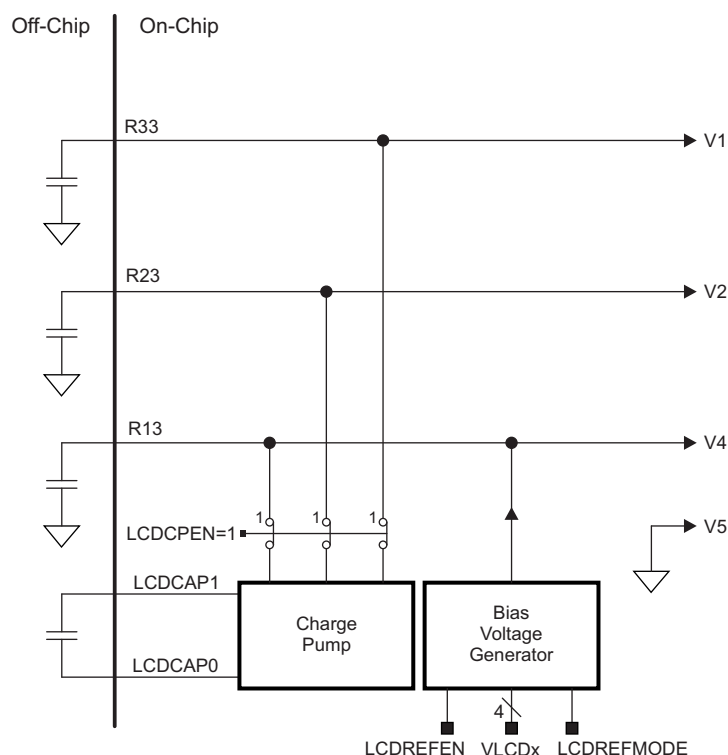 Off-Chip
On-Chip
R33
V1
R23
V2
R13
V4
1
1
1
LCDCPEN=1
V5
LCDCAP1
Charge
Pump
Bias
Voltage
Generator
LCDCAP0
4
LCDREFEN
VLCDx
LCDREFMODE